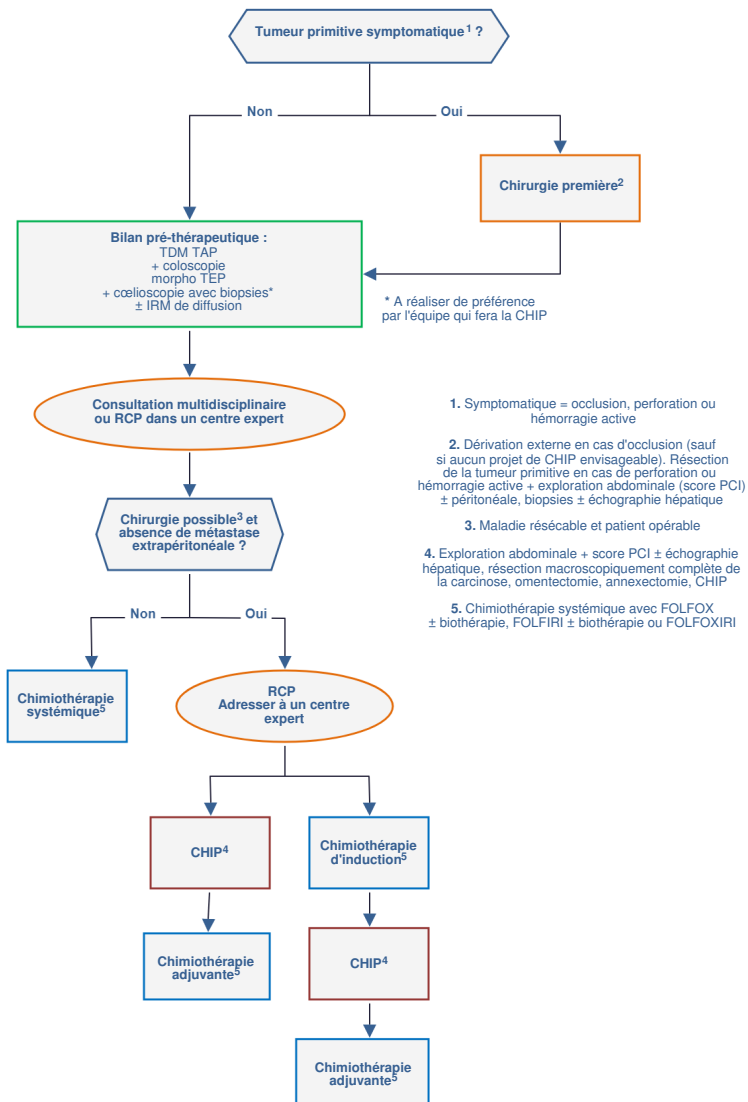 Tumeur primitive symptomatique¹ ?
Non
Oui
Chirurgie première²
Bilan pré-thérapeutique :
TDM TAP
+ coloscopie
morpho TEP
+ cœlioscopie avec biopsies*
± IRM de diffusion
* A réaliser de préférence
par l'équipe qui fera la CHIP
Consultation multidisciplinaire
ou RCP dans un centre expert
1. Symptomatique = occlusion, perforation ou
hémorragie active
2. Dérivation externe en cas d'occlusion (sauf
si aucun projet de CHIP envisageable). Résection
de la tumeur primitive en cas de perforation ou
hémorragie active + exploration abdominale (score PCI)
± péritonéale, biopsies ± échographie hépatique
3. Maladie résécable et patient opérable
4. Exploration abdominale + score PCI ± échographie
hépatique, résection macroscopiquement complète de
la carcinose, omentectomie, annexectomie, CHIP
5. Chimiothérapie systémique avec FOLFOX
± biothérapie, FOLFIRI ± biothérapie ou FOLFOXIRI
Chirurgie possible³ et
absence de métastase
extrapéritonéale ?
Non
Oui
Chimiothérapie
systémique⁵
RCP
Adresser à un centre
expert
CHIP⁴
Chimiothérapie
d'induction⁵
Chimiothérapie
adjuvante⁵
CHIP⁴
Chimiothérapie
adjuvante⁵